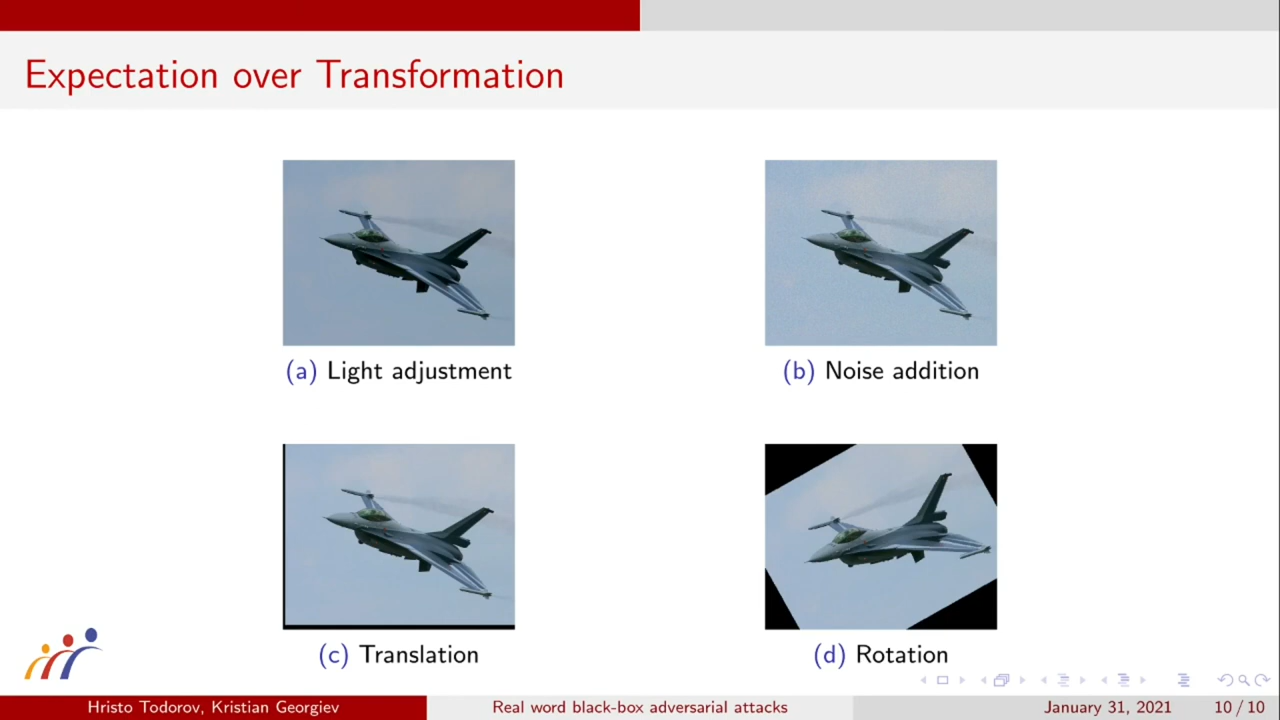 Expectation over Transformation
(a) Light adjustment
(b) Noise addition
(c) Translation
(d) Rotation
Hristo Todorov, Kristian Georgiev
Real word black-box adversarial attacks
January 31, 2021
10 / 10